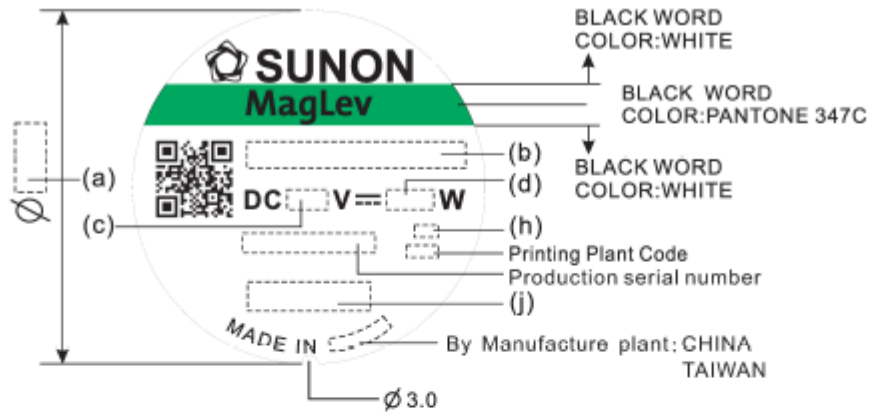 BLACK WORD
COLOR:WHITE
SUNON
MagLev
BLACK WORD
COLOR:PANTONE 347C
(b)
BLACK WORD
COLOR:WHITE
(a)
(d)
DC V⎓ W
Ø
(c)
(h)
Printing Plant Code
Production serial number
(j)
MADE IN
By Manufacture plant: CHINA
TAIWAN
Ø 3.0